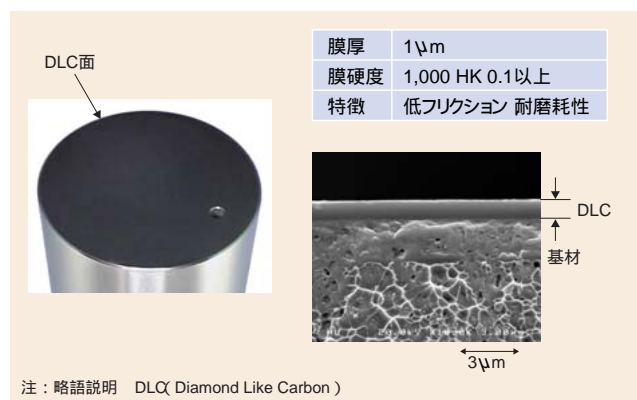 DLC面
膜厚 1μm
膜硬度 1,000 HK 0.1以上
特徴 低フリクション 耐磨耗性
DLC
基材
3μm
注：略語説明 DLC( Diamond Like Carbon )